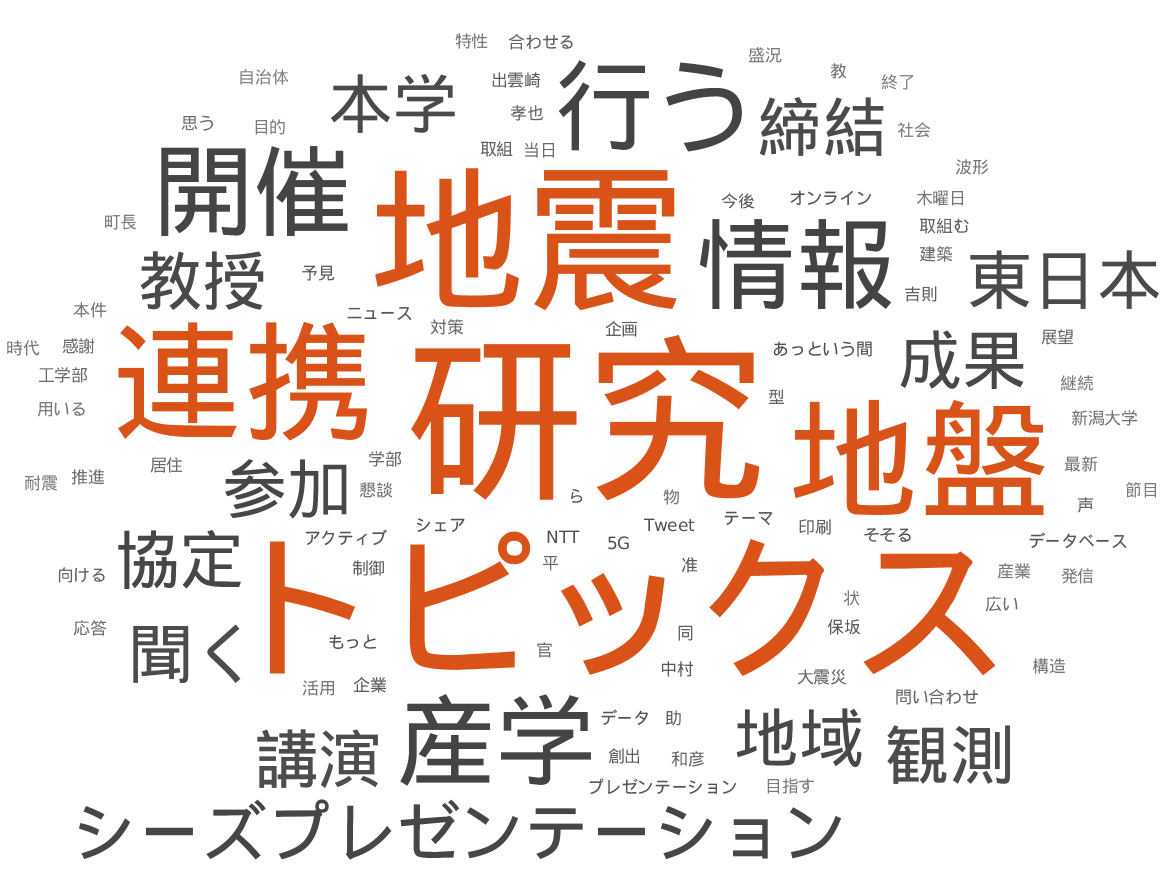 特性
合わせる
盛況
教
自治体
出雲崎
行う
終了
本学
孝也
締結
思う
目的
社会
取組
当日
開催
地震
波形
町長
今後
オンライン
木曜日
取組む
教授
予見
情報
建築
東日本
吉則
本件
ニュース
対策
企画
時代
感謝
連携
研究
あっという間
成果
展望
工学部
型
継続
用いる
地盤
新潟大学
居住
学部
最新
耐震
推進
参加
懇談
ら
物
声
節目
アクティブ
シェア
NTT
5G
Tweet
テーマ
印刷
そそる
データベース
協定
向ける
制御
トピックス
平
准
産業
発信
状
広い
応答
聞く
もっと
官
同
保坂
中村
大震災
構造
活用
企業
問い合わせ
産学
データ
助
地域
観測
講演
創出
和彦
プレゼンテーション
目指す
シーズプレゼンテーション